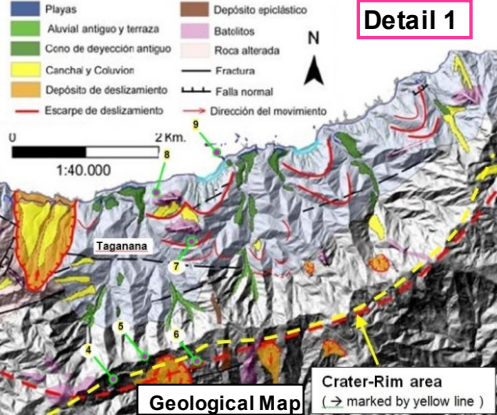 Playas
Aluvial antiguo y terraza
Cono de deyección antiguo
Canchal y Coluvion
Depósito de deslizamiento
Escarpe de deslizamiento
Depósito epiclástico
Batolitos
Roca alterada
Fractura
Falla normal
Dirección del movimiento
N
Detail 1
0
2 Km.
1:40.000
9
8
Taganana
7
5
6
4
Geological Map
Crater-Rim area
(→ marked by yellow line)